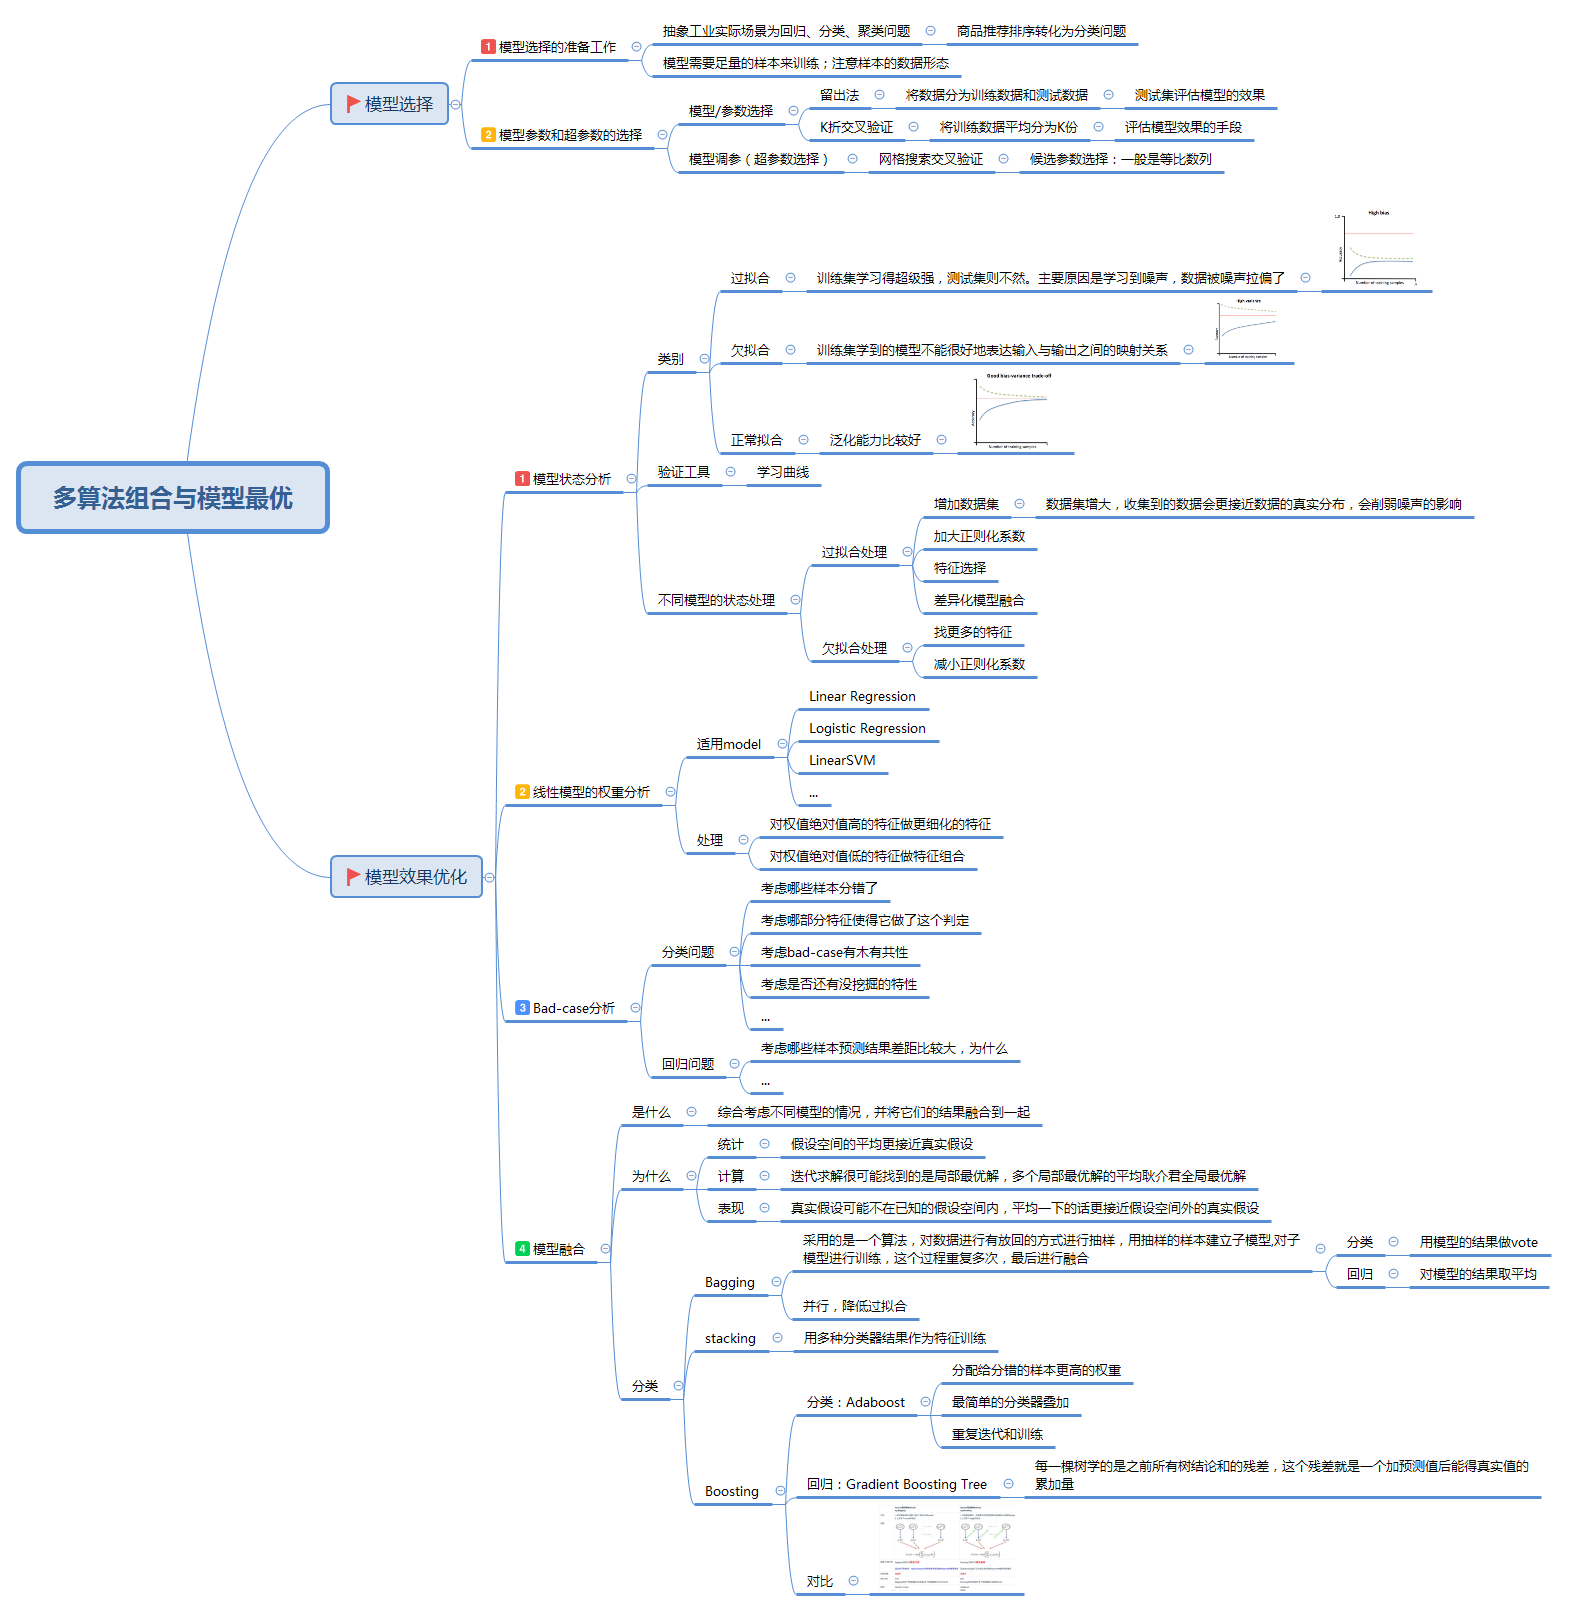 多算法组合与模型最优
模型选择
1 模型选择的准备工作
抽象工业实际场景为回归、分类、聚类问题
商品推荐排序转化为分类问题
模型需要足量的样本来训练；注意样本的数据形态
2 模型参数和超参数的选择
模型/参数选择
留出法
将数据分为训练数据和测试数据
测试集评估模型的效果
K折交叉验证
将训练数据平均分为K份
评估模型效果的手段
模型调参（超参数选择）
网格搜索交叉验证
候选参数选择：一般是等比数列
模型效果优化
1 模型状态分析
类别
过拟合
训练集学习得超级强，测试集则不然。主要原因是学习到噪声，数据被噪声拉偏了
High bias
1.0
Accuracy
Number of training samples
欠拟合
训练集学到的模型不能很好地表达输入与输出之间的映射关系
High variance
Number of training samples
正常拟合
泛化能力比较好
Good bias-variance trade-off
Accuracy
Number of training samples
验证工具
学习曲线
不同模型的状态处理
过拟合处理
增加数据集
数据集增大，收集到的数据会更接近数据的真实分布，会削弱噪声的影响
加大正则化系数
特征选择
差异化模型融合
欠拟合处理
找更多的特征
减小正则化系数
2 线性模型的权重分析
适用model
Linear Regression
Logistic Regression
LinearSVM
...
处理
对权值绝对值高的特征做更细化的特征
对权值绝对值低的特征做特征组合
3 Bad-case分析
分类问题
考虑哪些样本分错了
考虑哪部分特征使得它做了这个判定
考虑bad-case有木有共性
考虑是否还有没挖掘的特性
...
回归问题
考虑哪些样本预测结果差距比较大，为什么
...
4 模型融合
是什么
综合考虑不同模型的情况，并将它们的结果融合到一起
为什么
统计
假设空间的平均更接近真实假设
计算
迭代求解很可能找到的是局部最优解，多个局部最优解的平均耿介君全局最优解
表现
真实假设可能不在已知的假设空间内，平均一下的话更接近假设空间外的真实假设
分类
Bagging
采用的是一个算法，对数据进行有放回的方式进行抽样，用抽样的样本建立子模型,对子
模型进行训练，这个过程重复多次，最后进行融合
分类
用模型的结果做vote
回归
对模型的结果取平均
并行，降低过拟合
stacking
用多种分类器结果作为特征训练
Boosting
分类：Adaboost
分配给分错的样本更高的权重
最简单的分类器叠加
重复迭代和训练
回归：Gradient Boosting Tree
每一棵树学的是之前所有树结论和的残差，这个残差就是一个加预测值后能得真实值的
累加量
对比